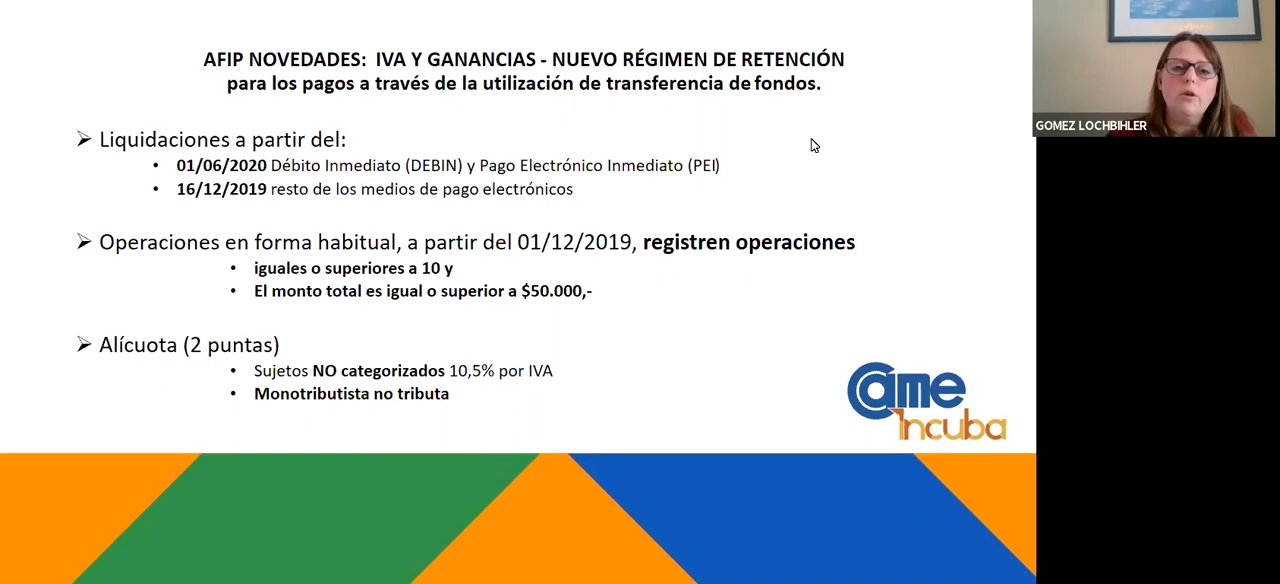 AFIP NOVEDADES: IVA Y GANANCIAS - NUEVO RÉGIMEN DE RETENCIÓN
para los pagos a través de la utilización de transferencia de fondos.
GOMEZ LOCHBIHLER
Liquidaciones a partir del:
01/06/2020 Débito Inmediato (DEBIN) y Pago Electrónico Inmediato (PEI)
16/12/2019 resto de los medios de pago electrónicos
Operaciones en forma habitual, a partir del 01/12/2019, registren operaciones
iguales o superiores a 10 y
El monto total es igual o superior a $50.000,-
Alícuota (2 puntas)
Sujetos NO categorizados 10,5% por IVA
Monotributista no tributa
Came
Incuba